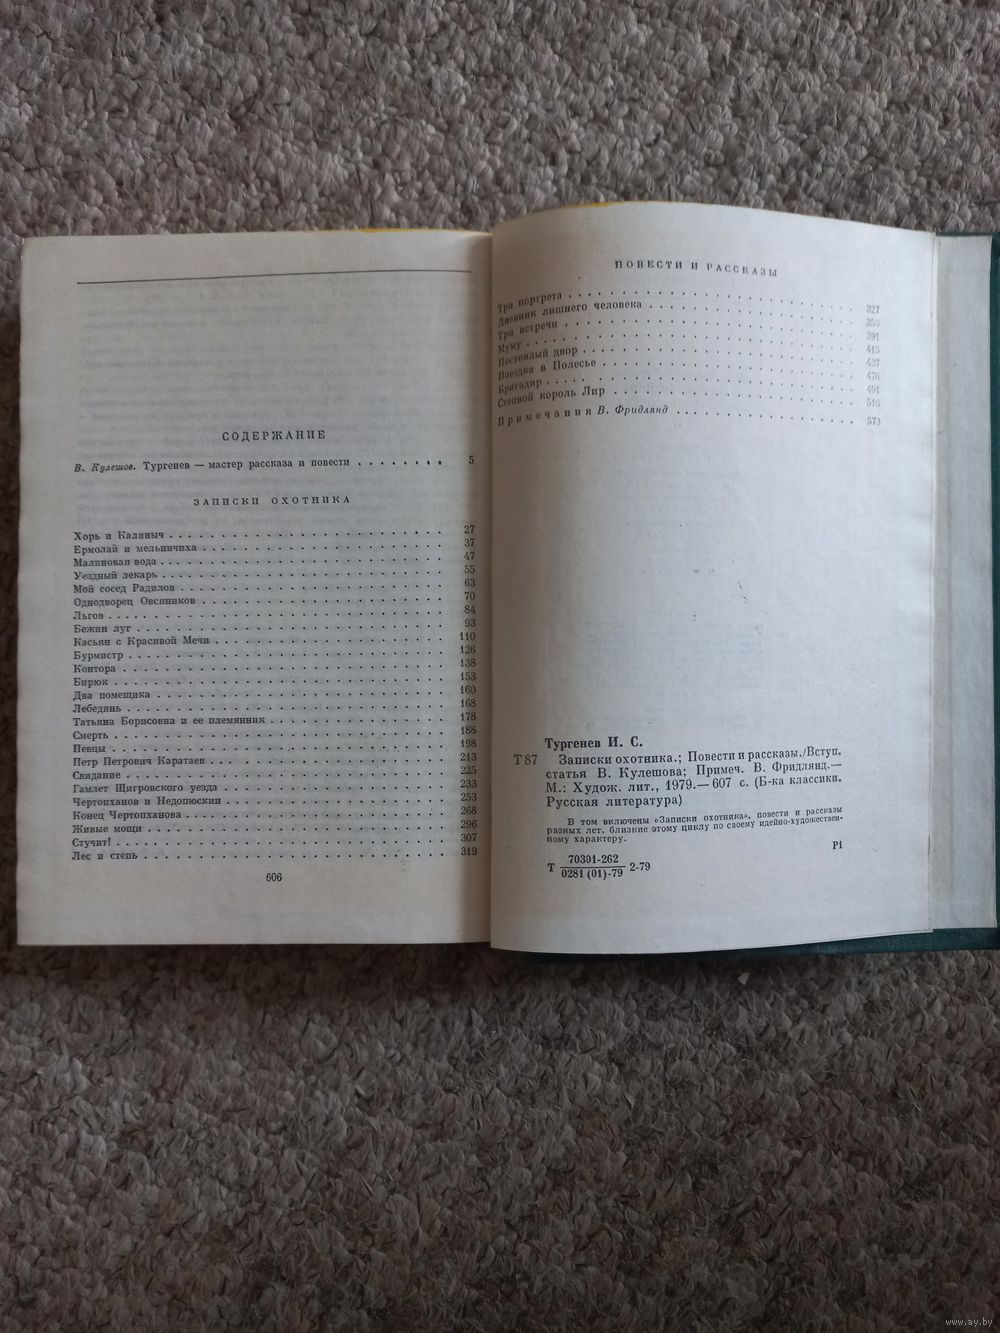 СОДЕРЖАНИЕ
В. Кулешов. Тургенев — мастер рассказа и повести . . . . . . . . 5
ЗАПИСКИ ОХОТНИКА
Хорь и Калиныч . . . . . . . . 27
Ермолай и мельничиха . . . . . . . . 37
Малиновая вода . . . . . . . . 47
Уездный лекарь . . . . . . . . 55
Мой сосед Радилов . . . . . . . . 63
Однодворец Овсяников . . . . . . . . 70
Льгов . . . . . . . . 84
Бежин луг . . . . . . . . 93
Касьян с Красивой Мечи . . . . . . . . 110
Бурмистр . . . . . . . . 126
Контора . . . . . . . . 138
Бирюк . . . . . . . . 153
Два помещика . . . . . . . . 160
Лебедянь . . . . . . . . 168
Татьяна Борисовна и ее племянник . . . . . . . . 178
Смерть . . . . . . . . 188
Певцы . . . . . . . . 198
Петр Петрович Каратаев . . . . . . . . 213
Свидание . . . . . . . . 225
Гамлет Щигровского уезда . . . . . . . . 233
Чертопханов и Недопюскин . . . . . . . . 253
Конец Чертопханова . . . . . . . . 268
Живые мощи . . . . . . . . 296
Стучит! . . . . . . . . 307
Лес и степь . . . . . . . . 319
606
ПОВЕСТИ И РАССКАЗЫ
Три портрета . . . . . . . . 327
Дневник лишнего человека . . . . . . . . 350
Три встречи . . . . . . . . 391
Муму . . . . . . . . 415
Постоялый двор . . . . . . . . 437
Поездка в Полесье . . . . . . . . 476
Бригадир . . . . . . . . 491
Степной король Лир . . . . . . . . 510
Примечания В. Фридлянд . . . . . . . . 573
Тургенев И. С.
Т 87 Записки охотника.; Повести и рассказы./Вступ.
статья В. Кулешова; Примеч. В. Фридлянд.—
М.: Худож. лит., 1979.— 607 с. (Б-ка классики.
Русская литература)
В том включены «Записки охотника», повести и рассказы
разных лет, близкие этому циклу по своему идейно-художествен-
ному характеру.
Р1
Т 70301-262
0281 (01)-79 2-79
www.ay.by